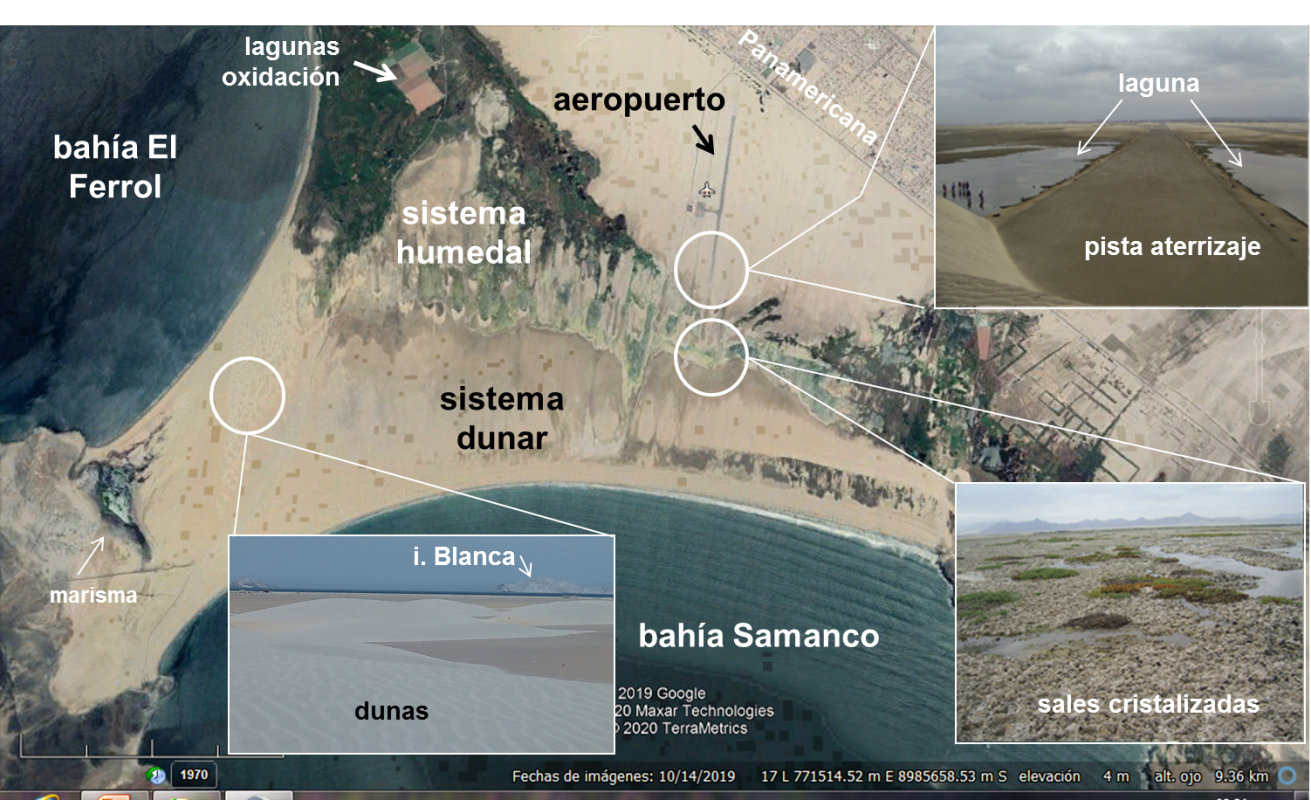 lagunas
oxidación
Panamericana
aeropuerto
laguna
bahía El
Ferrol
sistema
humedal
pista aterrizaje
sistema
dunar
i. Blanca
marisma
bahía Samanco
dunas
2019 Google
20 Maxar Technologies
2020 TerraMetrics
sales cristalizadas
1970
Fechas de imágenes: 10/14/2019 17 L 771514.52 m E 8985658.53 m S elevación 4 m alt. ojo 9.36 km